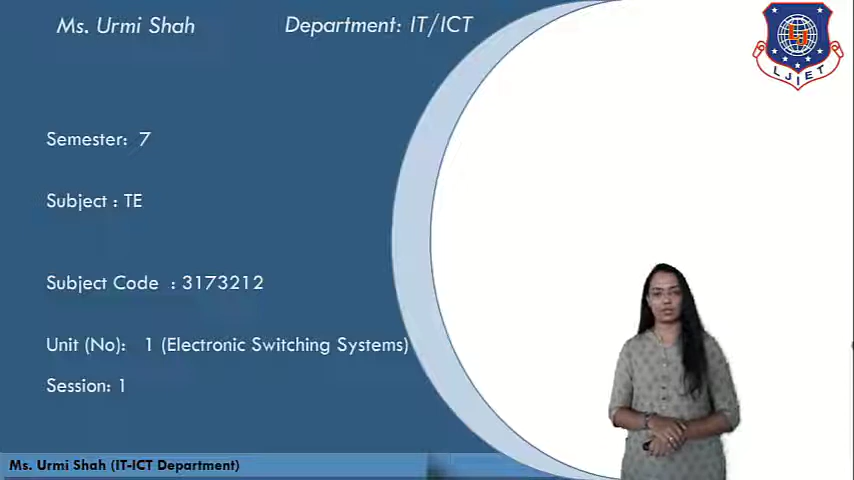 Ms. Urmi Shah
Department: IT/ICT
LJIET
Semester: 7
Subject : TE
Subject Code : 3173212
Unit (No): 1 (Electronic Switching Systems)
Session: 1
Ms. Urmi Shah (IT-ICT Department)